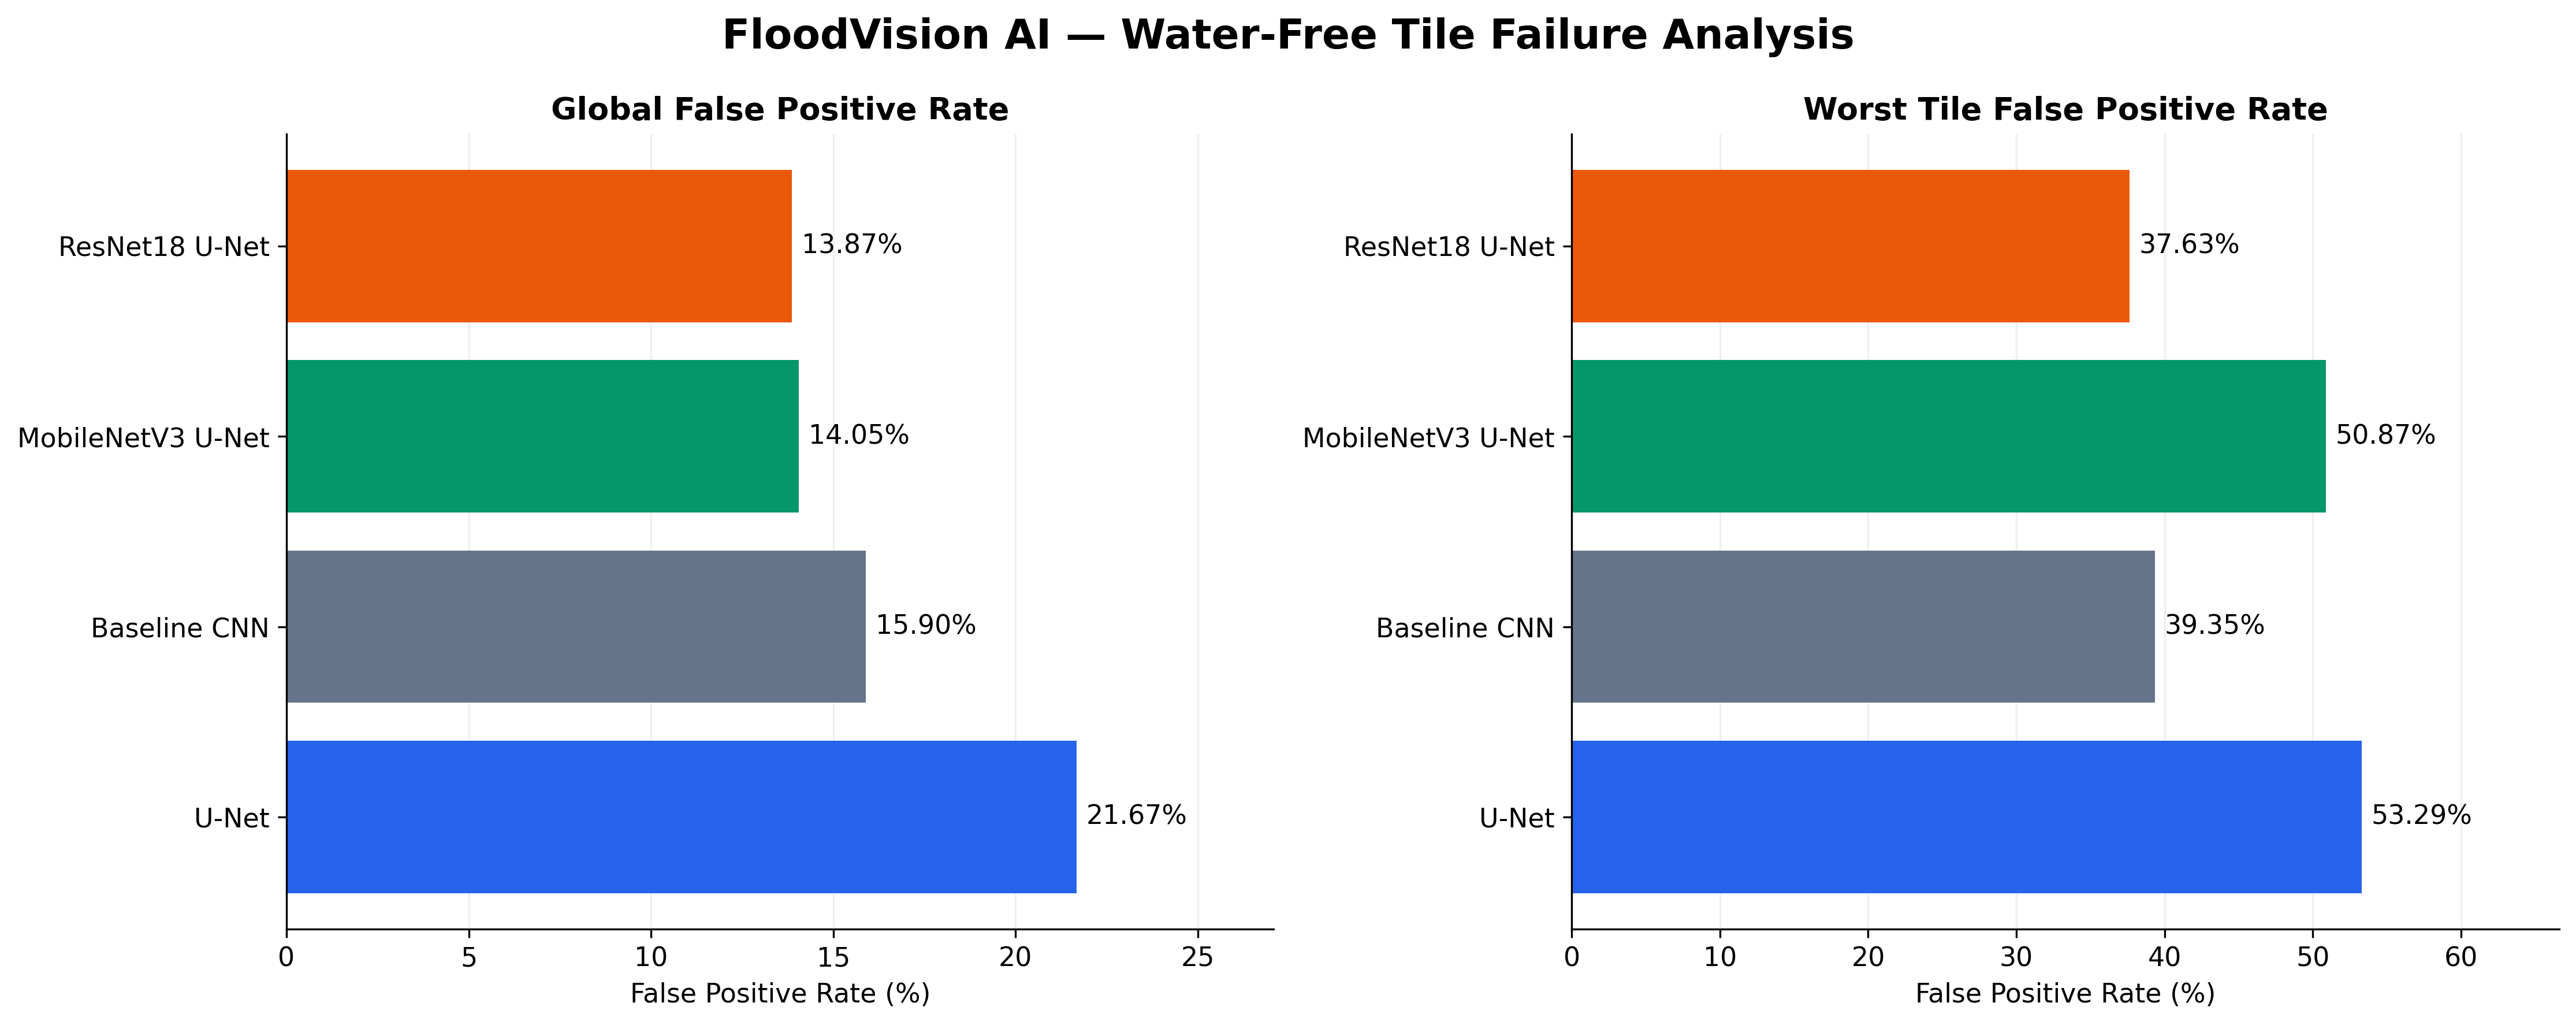 FloodVision AI — Water-Free Tile Failure Analysis
Global False Positive Rate
ResNet18 U-Net
13.87%
MobileNetV3 U-Net
14.05%
Baseline CNN
15.90%
U-Net
21.67%
0 5 10 15 20 25
False Positive Rate (%)
Worst Tile False Positive Rate
ResNet18 U-Net
37.63%
MobileNetV3 U-Net
50.87%
Baseline CNN
39.35%
U-Net
53.29%
0 10 20 30 40 50 60
False Positive Rate (%)